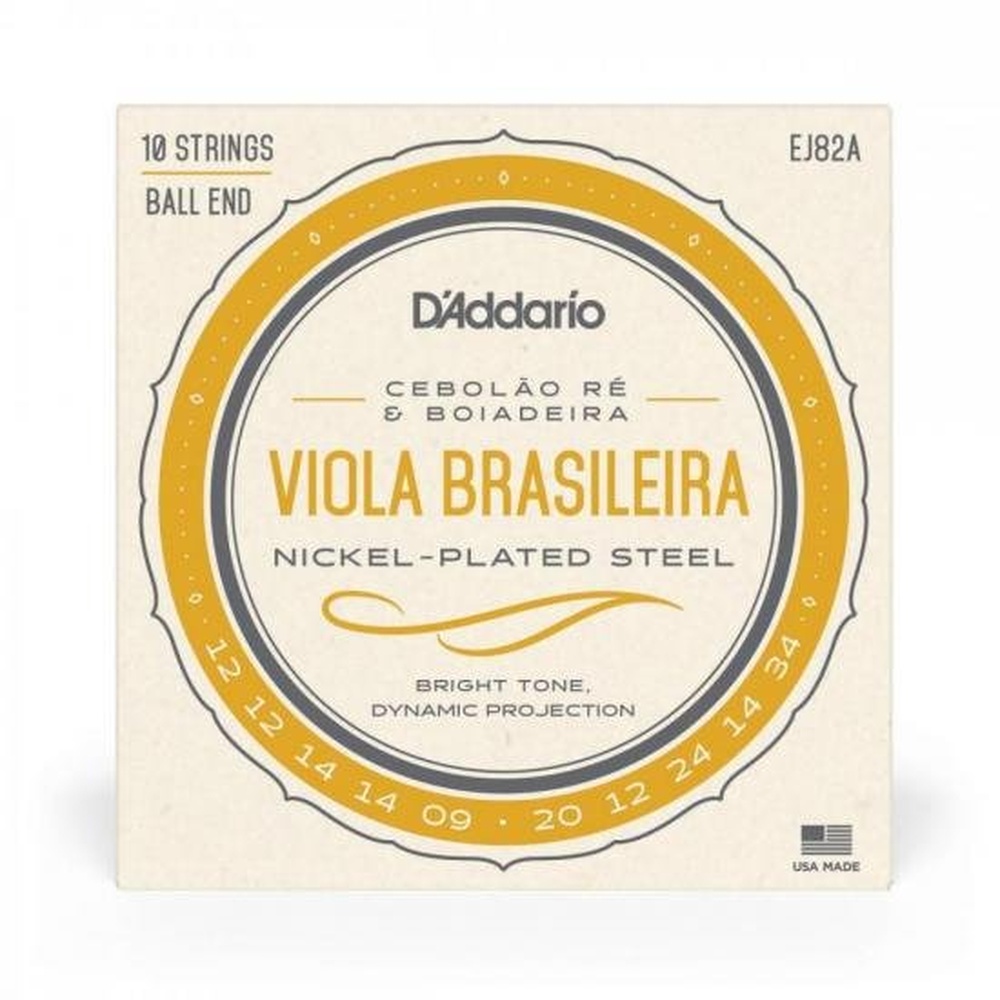 10 STRINGS
BALL END
EJ82A
D'Addario
CEBOLÃO RÉ
& BOIADEIRA
VIOLA BRASILEIRA
NICKEL-PLATED STEEL
BRIGHT TONE,
DYNAMIC PROJECTION
12 12 14 14 09 • 20 12 24 14 34
USA MADE